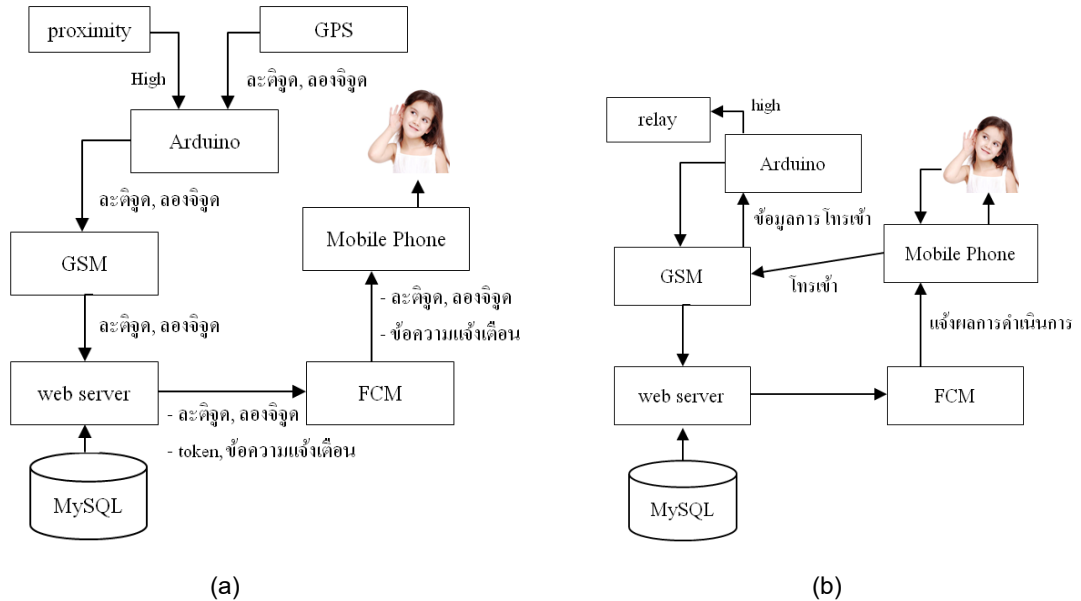 proximity
GPS
High
ละติจูด, ลองจิจูด
Arduino
ละติจูด, ลองจิจูด
GSM
Mobile Phone
ละติจูด, ลองจิจูด
- ละติจูด, ลองจิจูด
- ข้อความแจ้งเตือน
web server
FCM
- ละติจูด, ลองจิจูด
- token, ข้อความแจ้งเตือน
MySQL
(a)
relay
high
Arduino
ข้อมูลการโทรเข้า
GSM
Mobile Phone
โทรเข้า
แจ้งผลการดำเนินการ
web server
FCM
MySQL
(b)